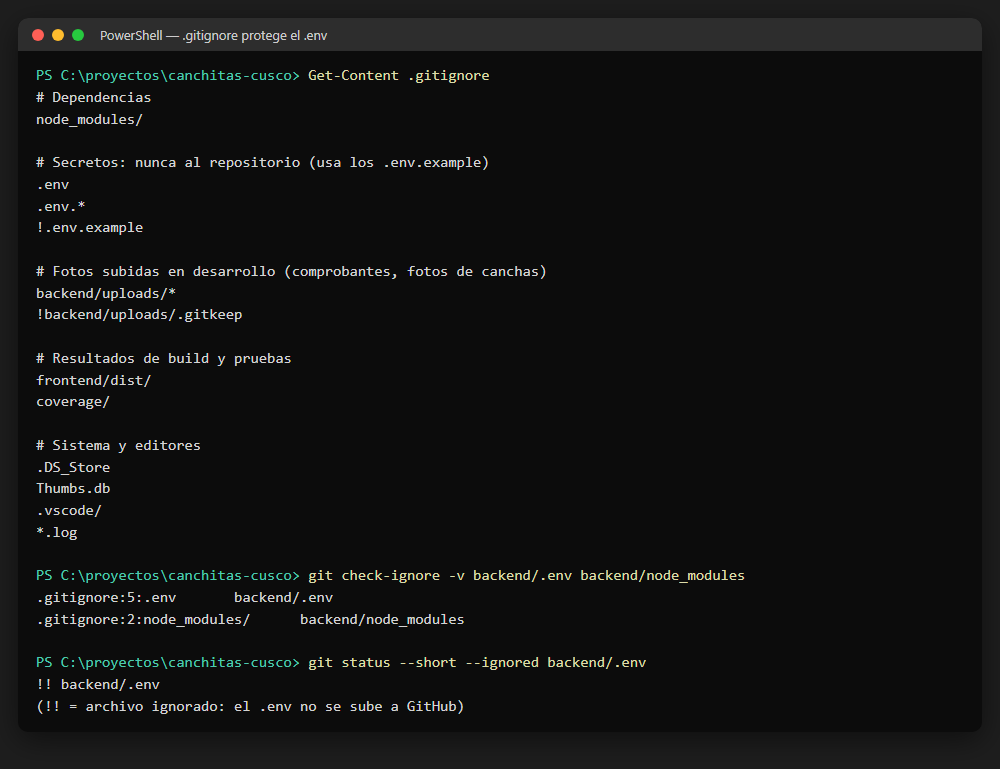 PowerShell — .gitignore protege el .env
PS C:\proyectos\canchitas-cusco> Get-Content .gitignore
# Dependencias
node_modules/
# Secretos: nunca al repositorio (usa los .env.example)
.env
.env.*
!.env.example
# Fotos subidas en desarrollo (comprobantes, fotos de canchas)
backend/uploads/*
!backend/uploads/.gitkeep
# Resultados de build y pruebas
frontend/dist/
coverage/
# Sistema y editores
.DS_Store
Thumbs.db
.vscode/
*.log
PS C:\proyectos\canchitas-cusco> git check-ignore -v backend/.env backend/node_modules
.gitignore:5:.env       backend/.env
.gitignore:2:node_modules/      backend/node_modules
PS C:\proyectos\canchitas-cusco> git status --short --ignored backend/.env
!! backend/.env
(!! = archivo ignorado: el .env no se sube a GitHub)